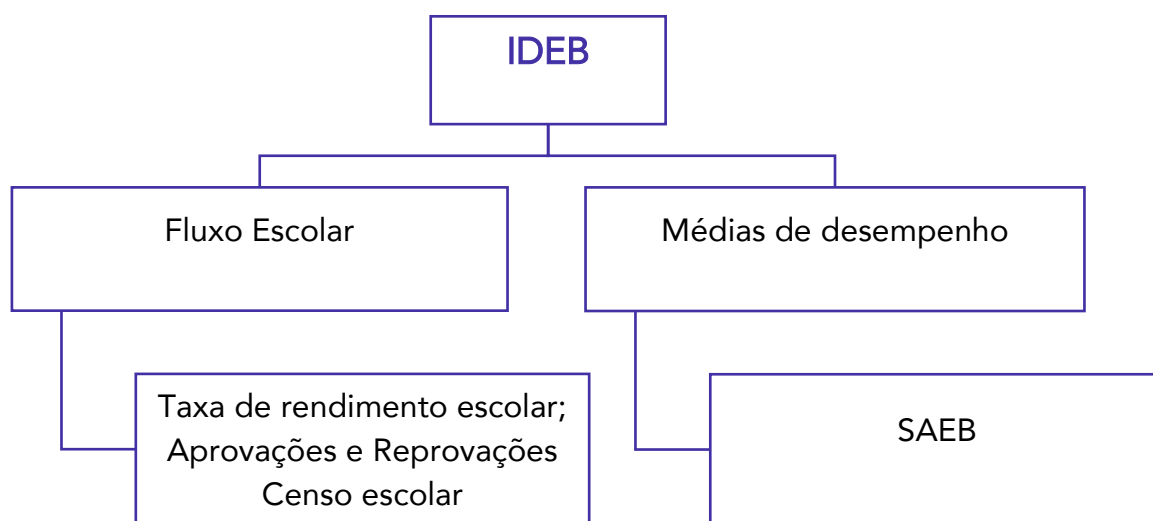 IDEB
Fluxo Escolar
Médias de desempenho
Taxa de rendimento escolar;
Aprovações e Reprovações
Censo escolar
SAEB